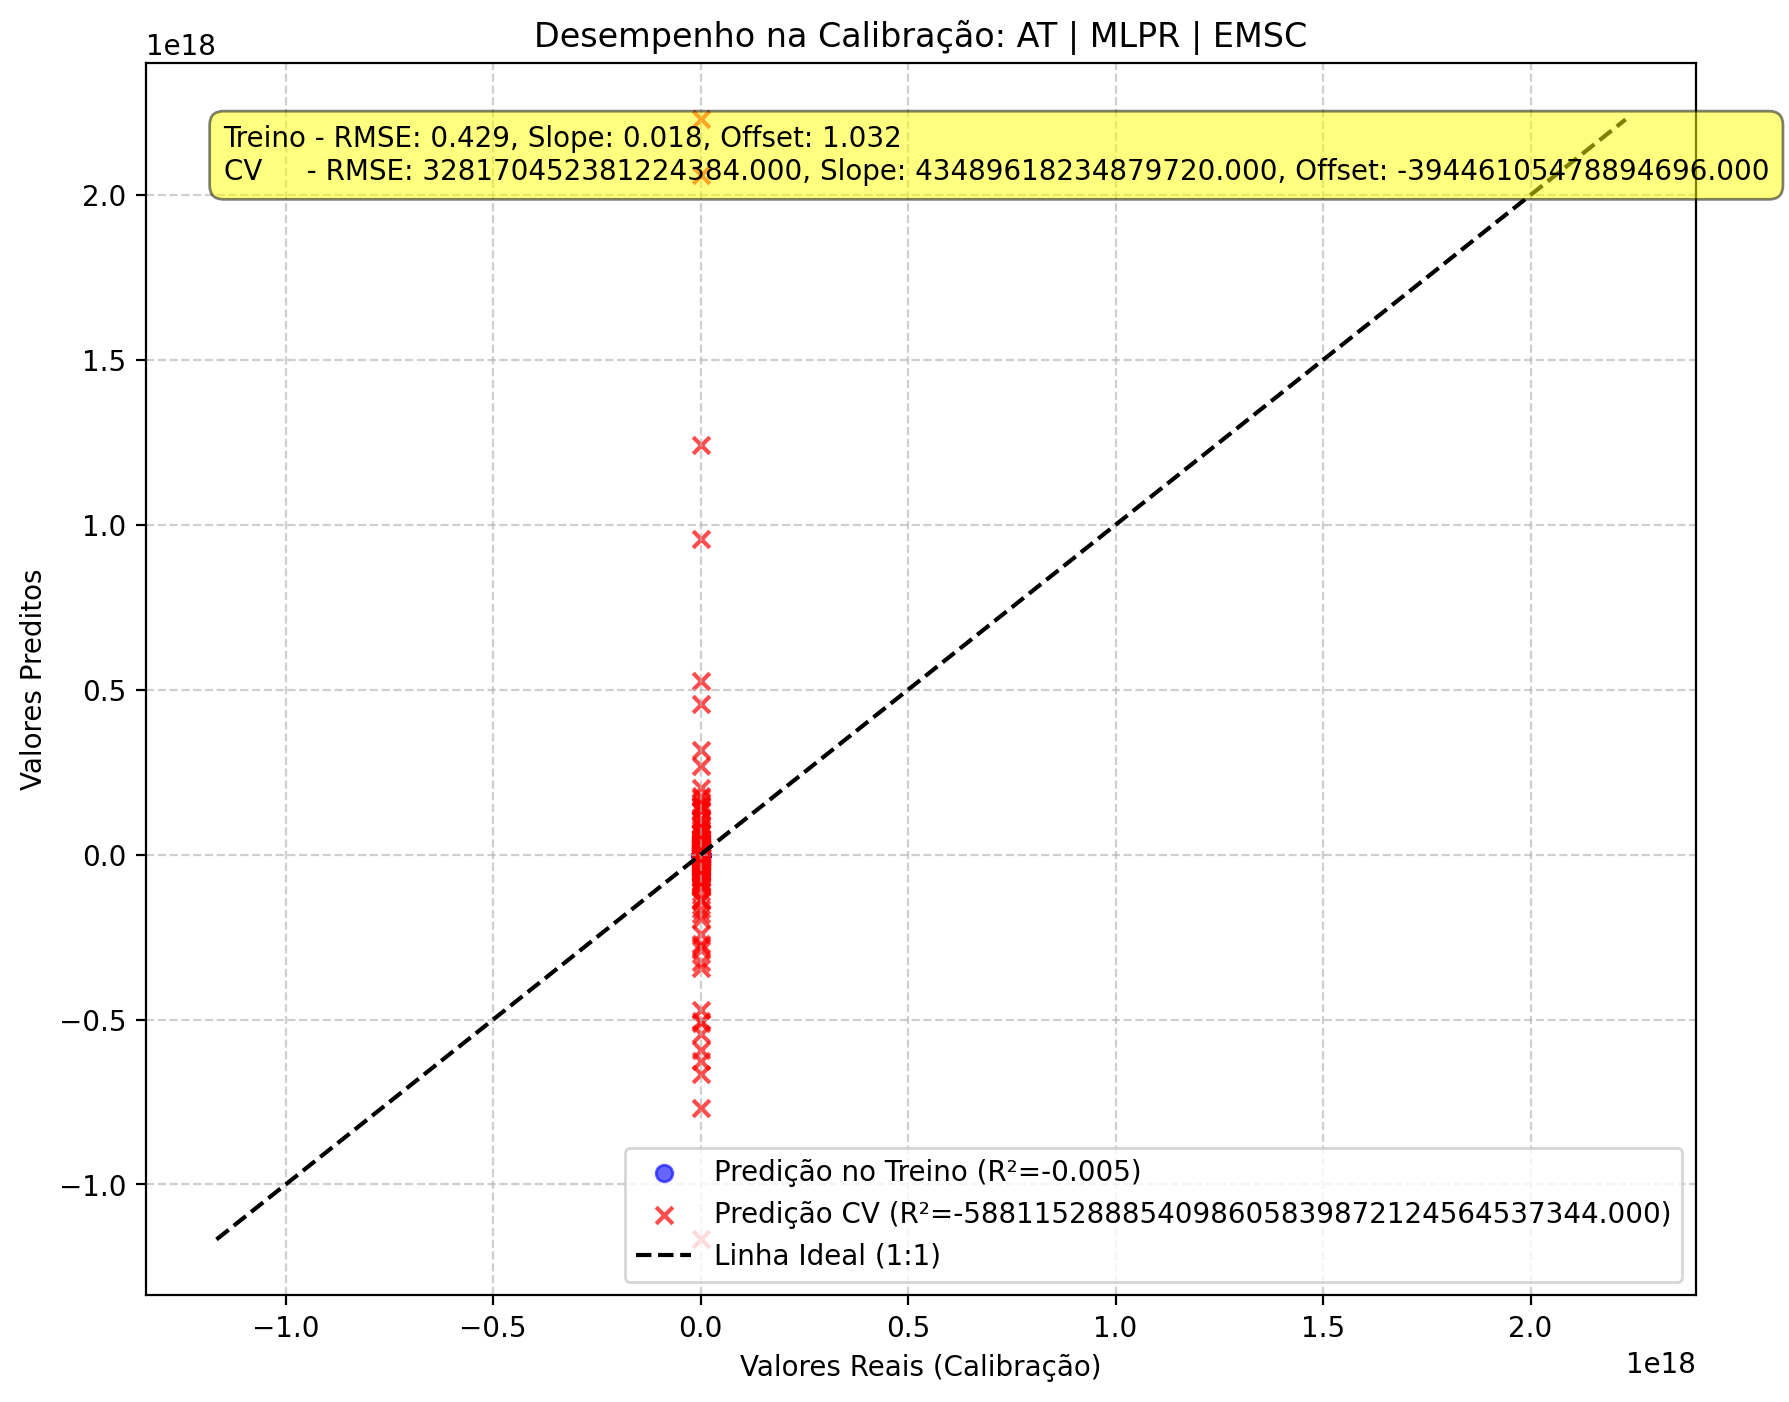 Desempenho na Calibração: AT | MLPR | EMSC
1e18
Treino - RMSE: 0.429, Slope: 0.018, Offset: 1.032
CV - RMSE: 328170452381224384.000, Slope: 43489618234879720.000, Offset: -39446105478894696.000
2.0
1.5
1.0
0.5
0.0
−0.5
−1.0
Valores Preditos
Predição no Treino (R²=-0.005)
Predição CV (R²=-588115288854098605839872124564537344.000)
Linha Ideal (1:1)
−1.0 −0.5 0.0 0.5 1.0 1.5 2.0
Valores Reais (Calibração)
1e18